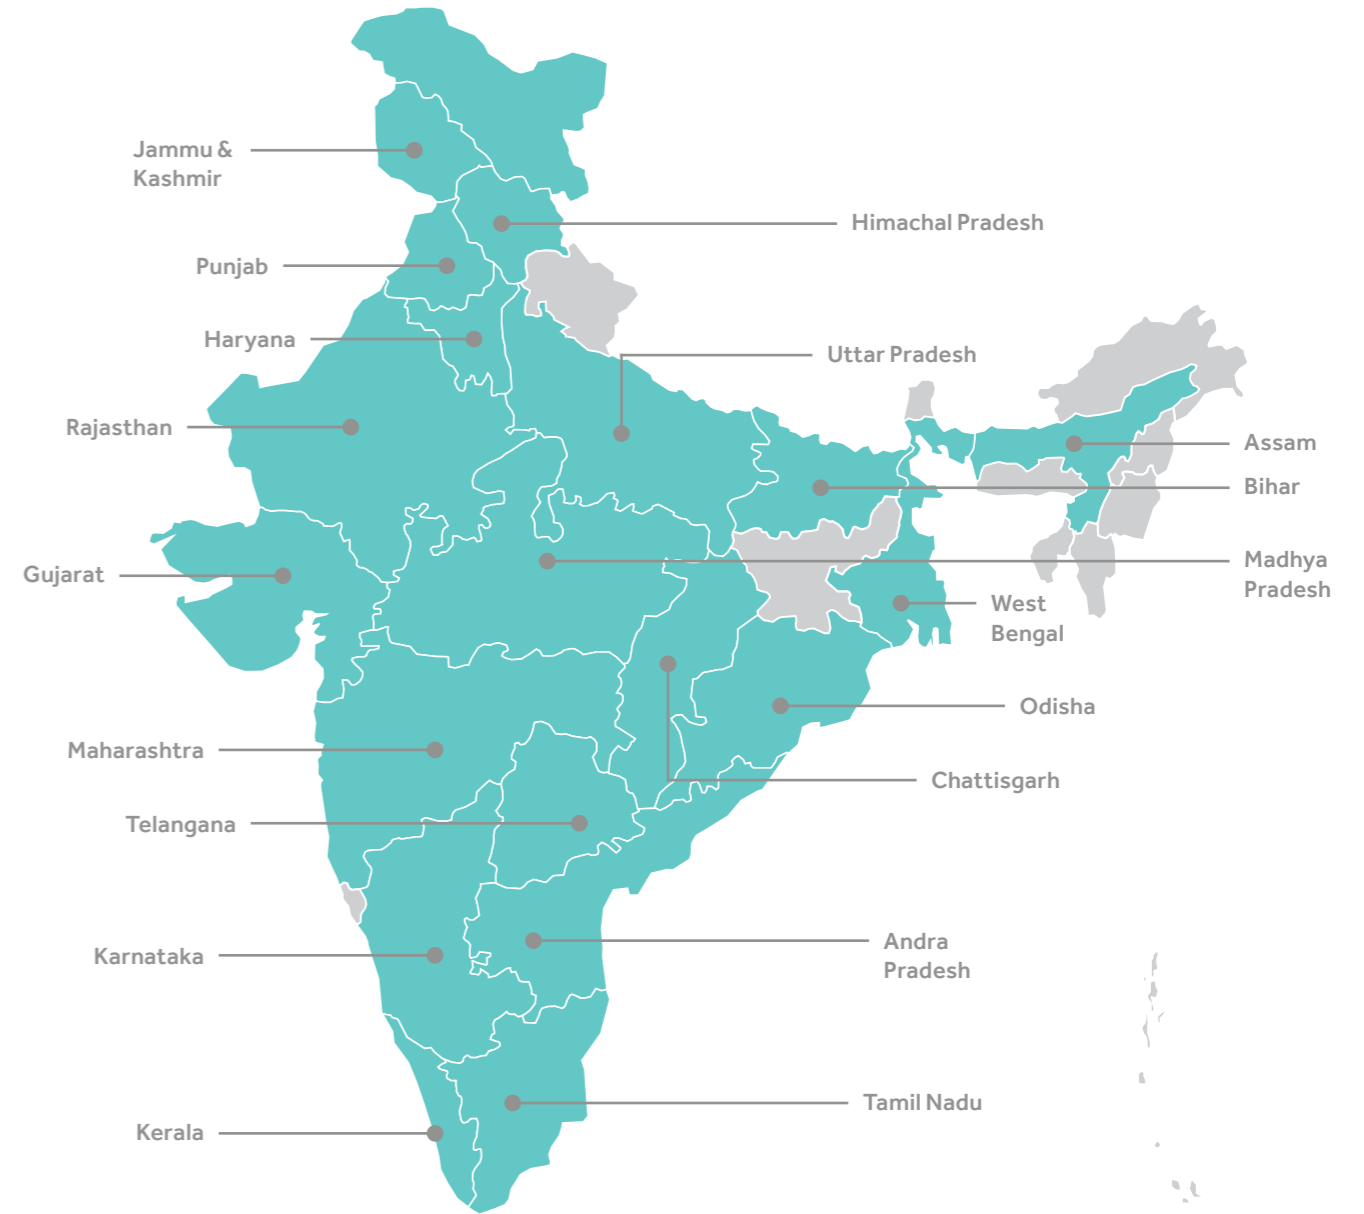 Jammu &
Kashmir
Himachal Pradesh
Punjab
Haryana
Uttar Pradesh
Rajasthan
Assam
Bihar
Madhya
Pradesh
Gujarat
West
Bengal
Odisha
Maharashtra
Chattisgarh
Telangana
Andra
Pradesh
Karnataka
Tamil Nadu
Kerala